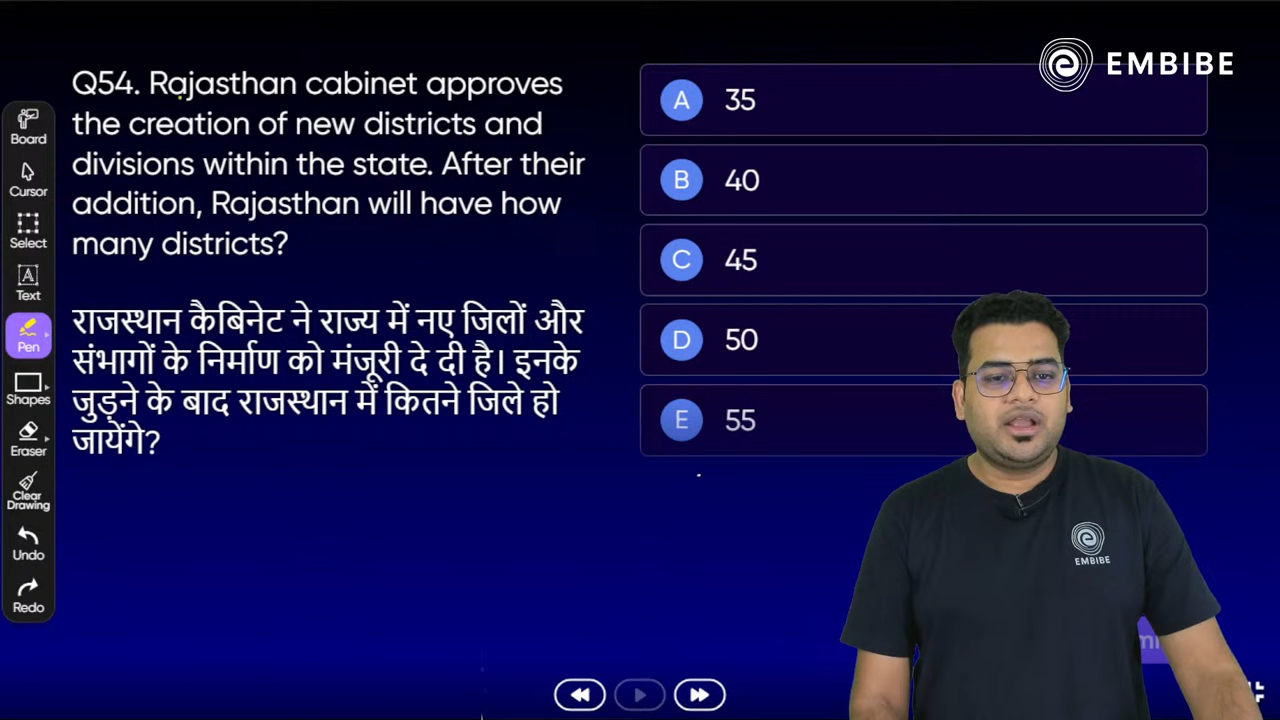 EMBIBE
Q54. Rajasthan cabinet approves
the creation of new districts and
divisions within the state. After their
addition, Rajasthan will have how
many districts?
राजस्थान कैबिनेट ने राज्य में नए जिलों और
संभागों के निर्माण को मंजूरी दे दी है। इनके
जुड़ने के बाद राजस्थान में कितने जिले हो
जायेंगे?
A 35
B 40
C 45
D 50
E 55
Board
Cursor
Select
A
Text
Pen
Shapes
Eraser
Clear
Drawing
Undo
Redo
EMBIBE